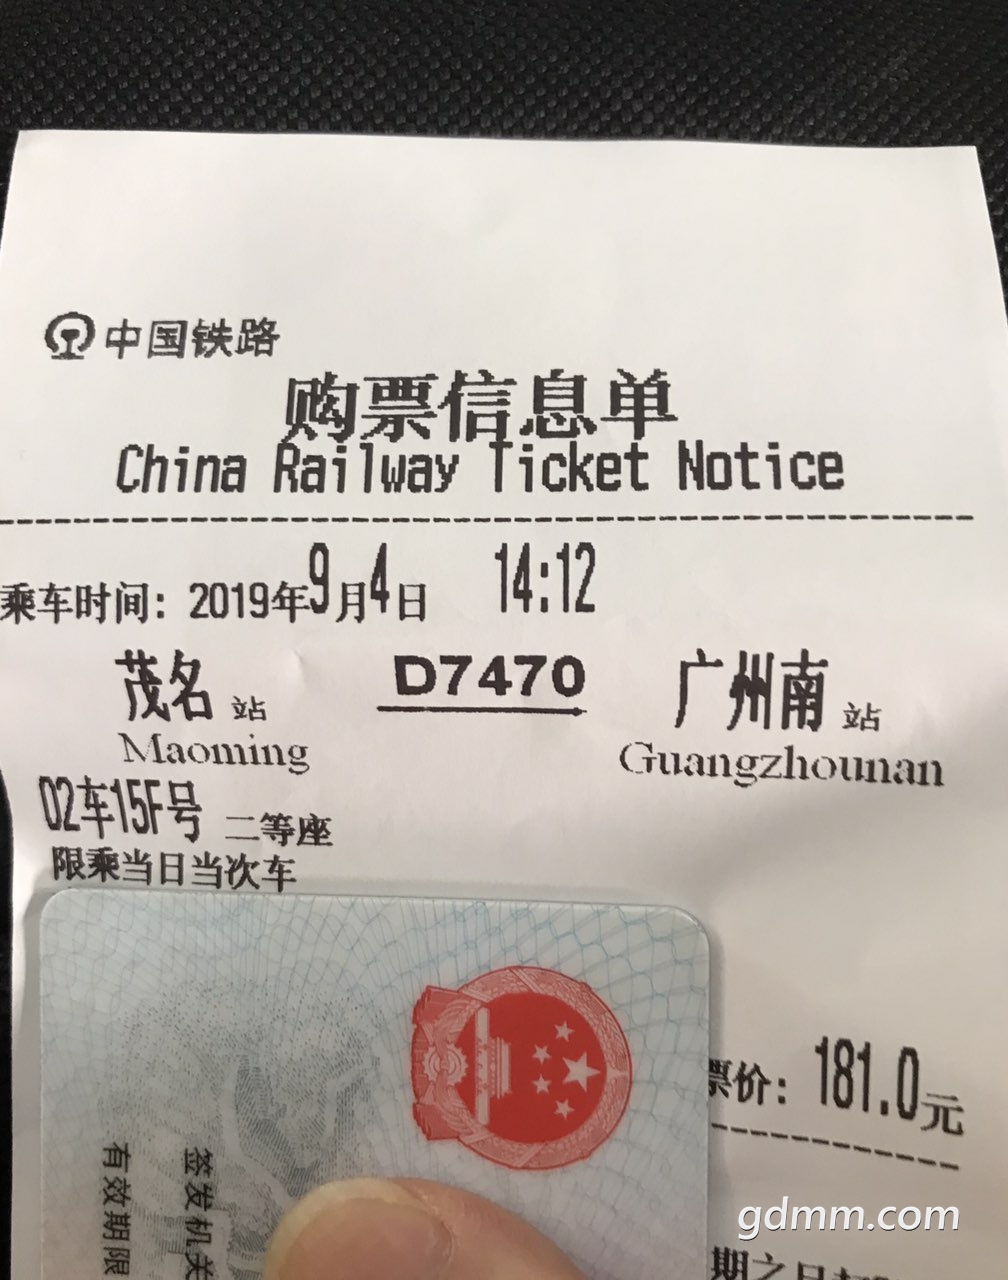 中国铁路
购票信息单
China Railway Ticket Notice
乘车时间: 2019年9月4日 14:12
茂名 站 D7470 广州南 站
Maoming Guangzhounan
02车15F号 二等座
限乘当日当次车
票价: 181.0元
签发机关
有效期限
gdmm.com
期之日